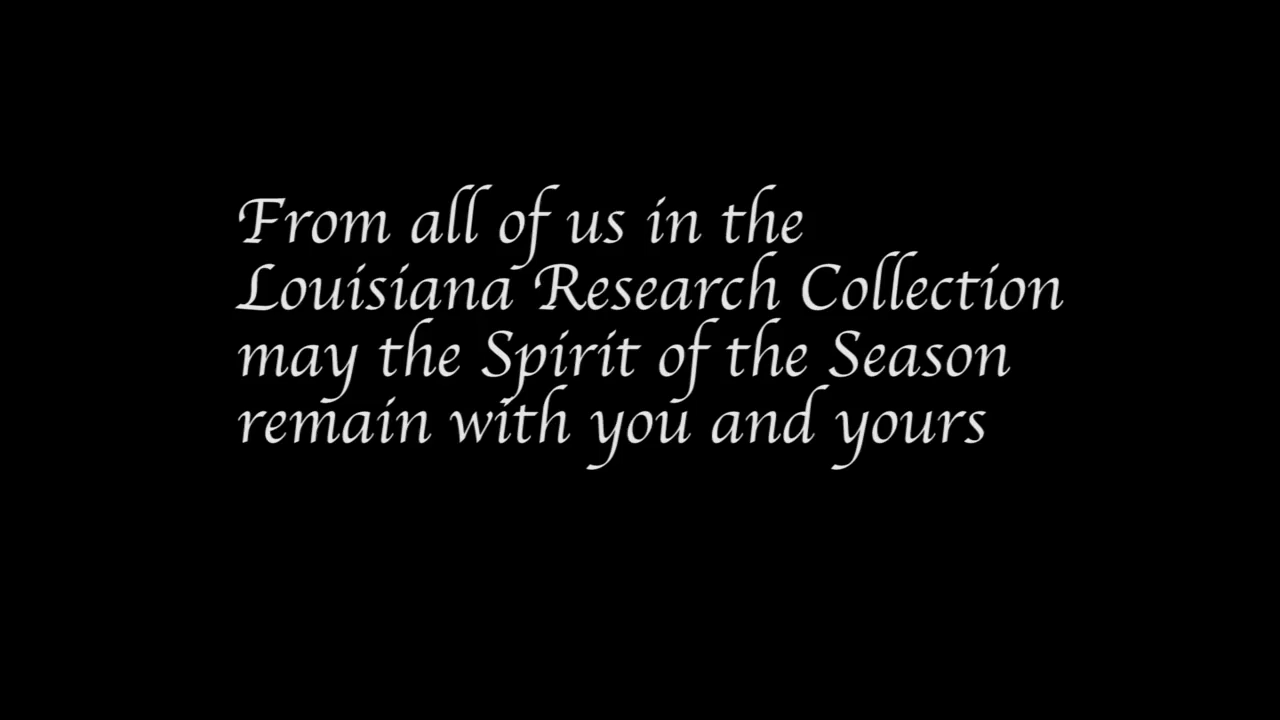 From all of us in the
Louisiana Research Collection
may the Spirit of the Season
remain with you and yours